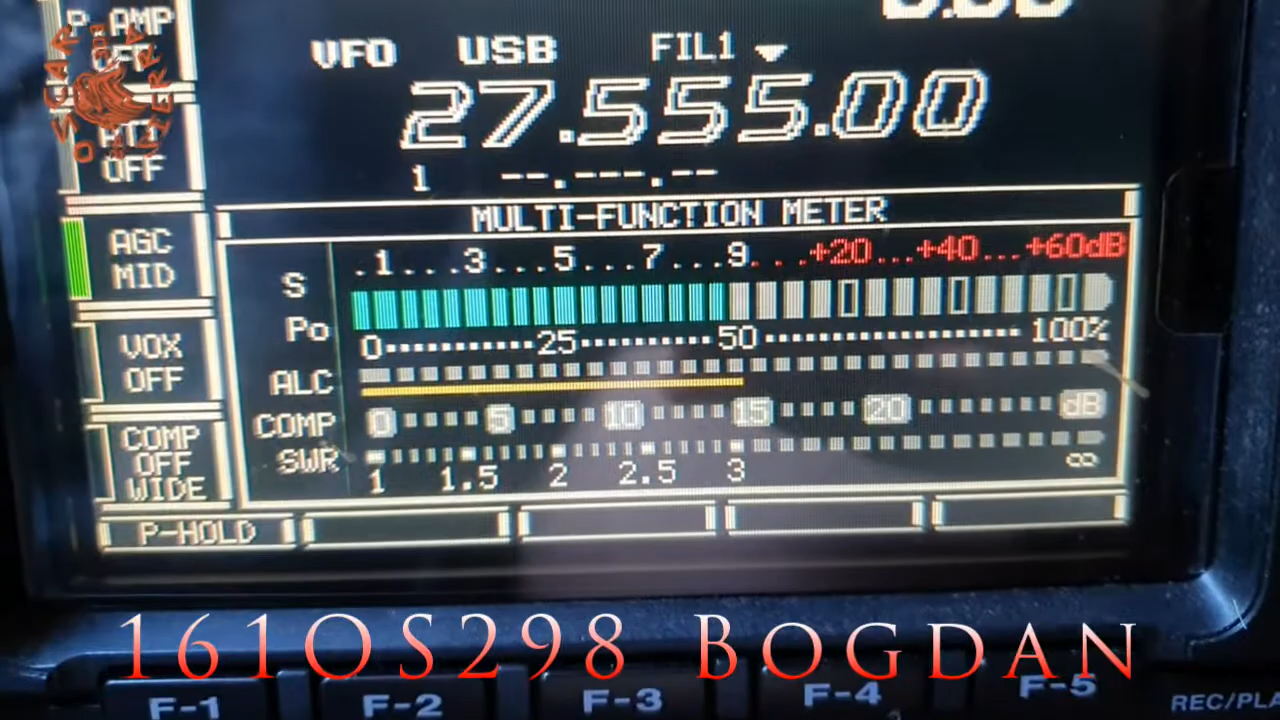 P.AMP
OFF
VFO USB FIL1
27.555.00
1 --.---.--
ATT
OFF
MULTI-FUNCTION METER
AGC
MID
S .1...3...5...7...9...+20...+40...+60dB
Po 0 25 50 100%
VOX
OFF
ALC
COMP 0 5 10 15 20 dB
COMP
OFF
WIDE
SWR 1 1.5 2 2.5 3 ∞
P-HOLD
161OS298 BOGDAN
F-1 F-2 F-3 F-4 F-5